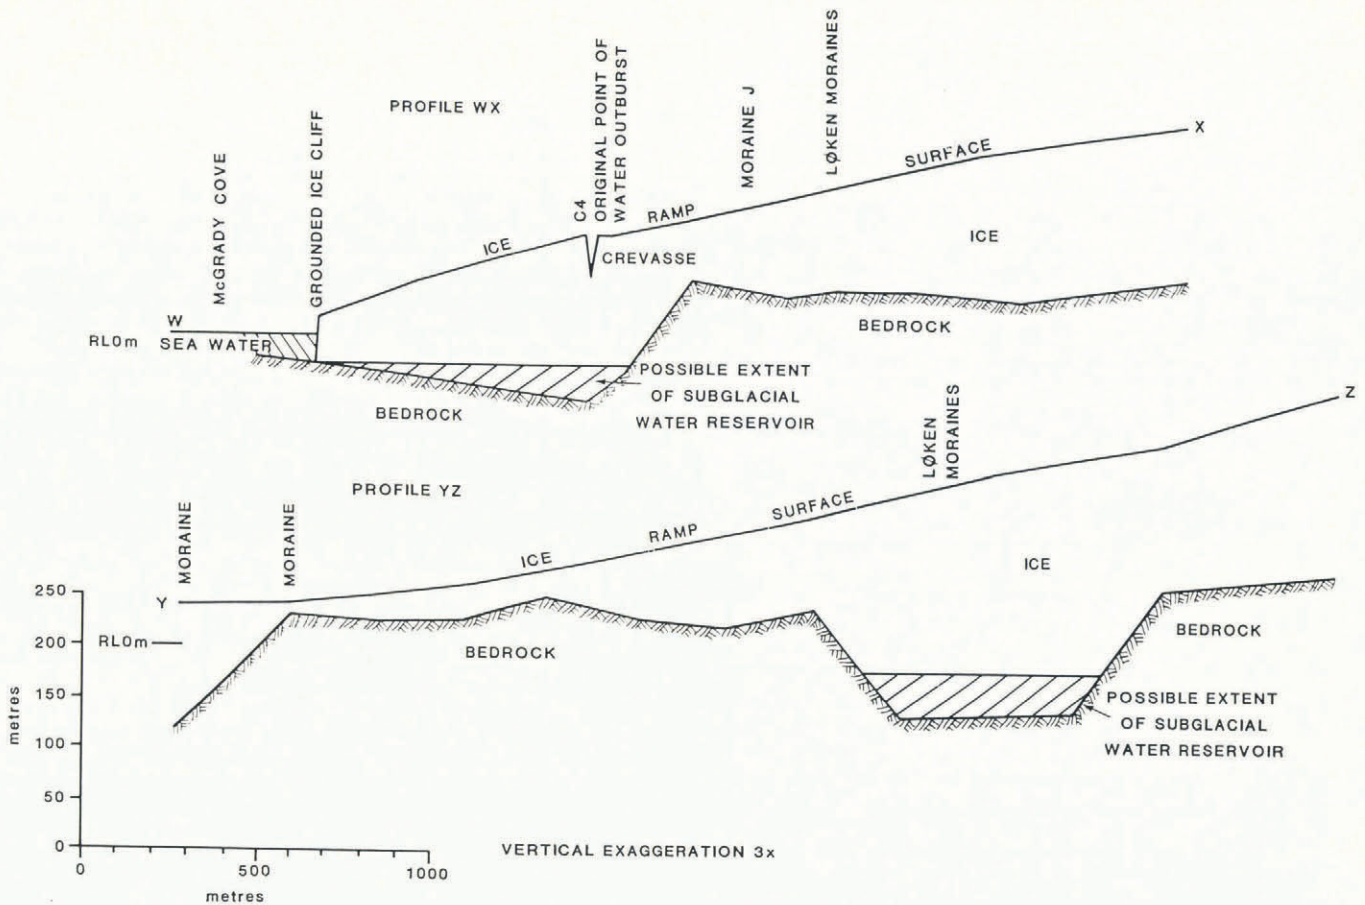 PROFILE WX
McGRADY COVE
GROUNDED ICE CLIFF
C4
ORIGINAL POINT OF
WATER OUTBURST
MORAINE J
LØKEN MORAINES
W
RL0m
SEA WATER
ICE
CREVASSE
RAMP
SURFACE
X
ICE
BEDROCK
BEDROCK
POSSIBLE EXTENT
OF SUBGLACIAL
WATER RESERVOIR
PROFILE YZ
MORAINE
MORAINE
LØKEN
MORAINES
Y
RL0m
ICE
RAMP
SURFACE
Z
ICE
BEDROCK
BEDROCK
POSSIBLE EXTENT
OF SUBGLACIAL
WATER RESERVOIR
250
200
150
100
50
0
metres
0
500
1000
metres
VERTICAL EXAGGERATION 3x